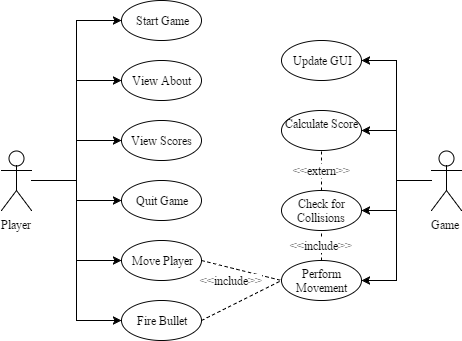 Start Game
View About
View Scores
Quit Game
Move Player
Fire Bullet
Player
Update GUI
Calculate Score
<<extern>>
Check for
Collisions
<<include>>
<<include>>
Perform
Movement
Game